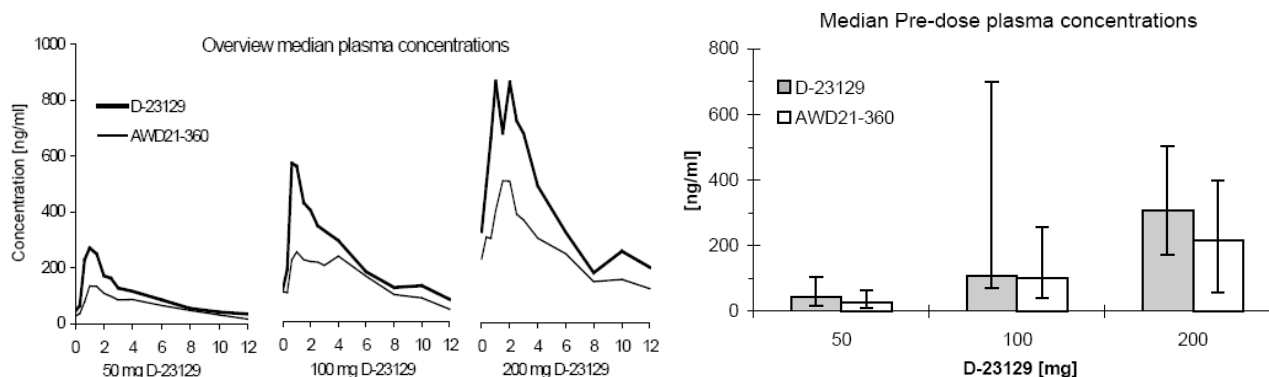 Overview median plasma concentrations
Concentration [ng/ml]
1000
800
600
400
200
0
D-23129
AWD21-360
0 2 4 6 8 10 12
0 2 4 6 8 10 12
0 2 4 6 8 10 12
50 mg D-23129
100 mg D-23129
200 mg D-23129
Median Pre-dose plasma concentrations
[ng/ml]
800
600
400
200
0
D-23129
AWD21-360
50 100 200
D-23129 [mg]